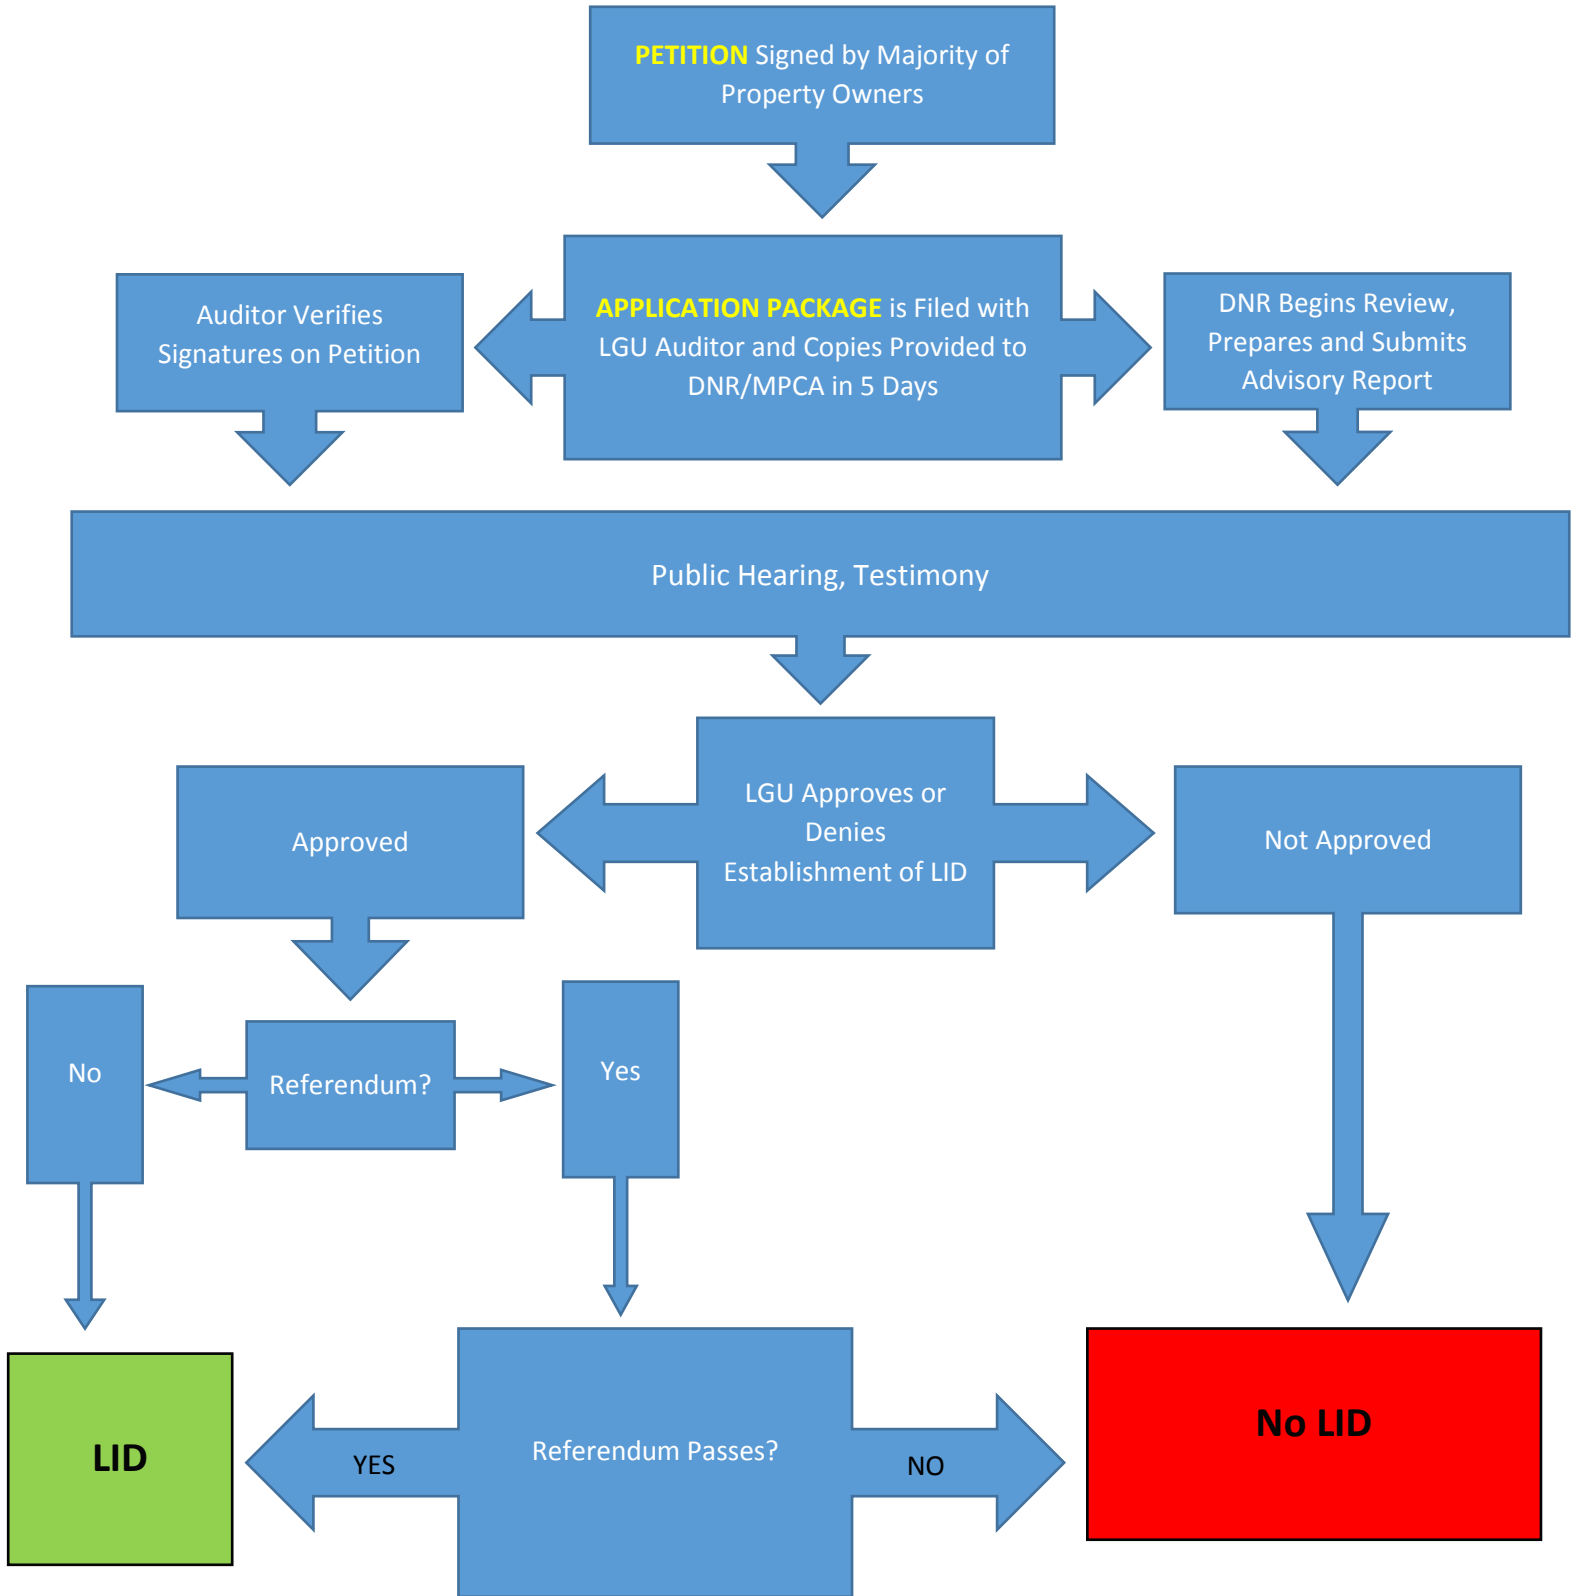 PETITION Signed by Majority of
Property Owners
Auditor Verifies
Signatures on Petition
APPLICATION PACKAGE is Filed with
LGU Auditor and Copies Provided to
DNR/MPCA in 5 Days
DNR Begins Review,
Prepares and Submits
Advisory Report
Public Hearing, Testimony
LGU Approves or
Denies
Establishment of LID
Approved
Not Approved
No
Referendum?
Yes
LID
YES
Referendum Passes?
NO
No LID